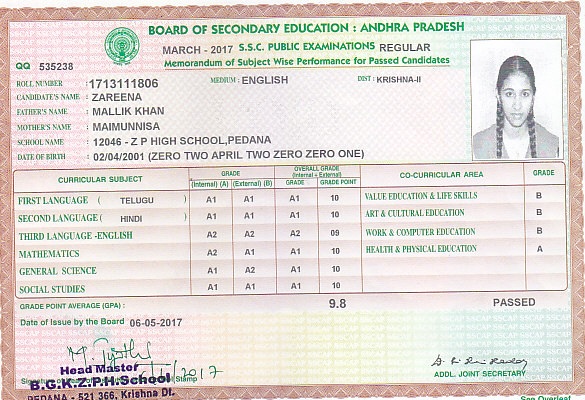 BOARD OF SECONDARY EDUCATION : ANDHRA PRADESH
MARCH - 2017 S.S.C. PUBLIC EXAMINATIONS REGULAR
Memorandum of Subject Wise Performance for Passed Candidates
QQ 535238
ROLL NUMBER : 1713111806 MEDIUM : ENGLISH DIST : KRISHNA-II
CANDIDATE'S NAME : ZAREENA
FATHER'S NAME : MALLIK KHAN
MOTHER'S NAME : MAIMUNNISA
SCHOOL NAME : 12046 - Z P HIGH SCHOOL,PEDANA
DATE OF BIRTH : 02/04/2001 (ZERO TWO APRIL TWO ZERO ZERO ONE)
CURRICULAR SUBJECT GRADE OVERALL GRADE CO-CURRICULAR AREA GRADE
(Internal + External)
(Internal) (A) (External) (B) GRADE GRADE POINT
FIRST LANGUAGE ( TELUGU ) A1 A1 A1 10 VALUE EDUCATION & LIFE SKILLS B
SECOND LANGUAGE ( HINDI ) A1 A1 A1 10 ART & CULTURAL EDUCATION B
THIRD LANGUAGE -ENGLISH A2 A2 A2 09 WORK & COMPUTER EDUCATION B
MATHEMATICS A1 A2 A1 10 HEALTH & PHYSICAL EDUCATION A
GENERAL SCIENCE A1 A2 A1 10
SOCIAL STUDIES A1 A1 A1 10
GRADE POINT AVERAGE (GPA) : 9.8 PASSED
Date of Issue by the Board 06-05-2017
Head Master
B.G.K.Z.P.H.School
Stamp
PEDANA - 521 366, Krishna Dt.
ADDL. JOINT SECRETARY
See Overleaf